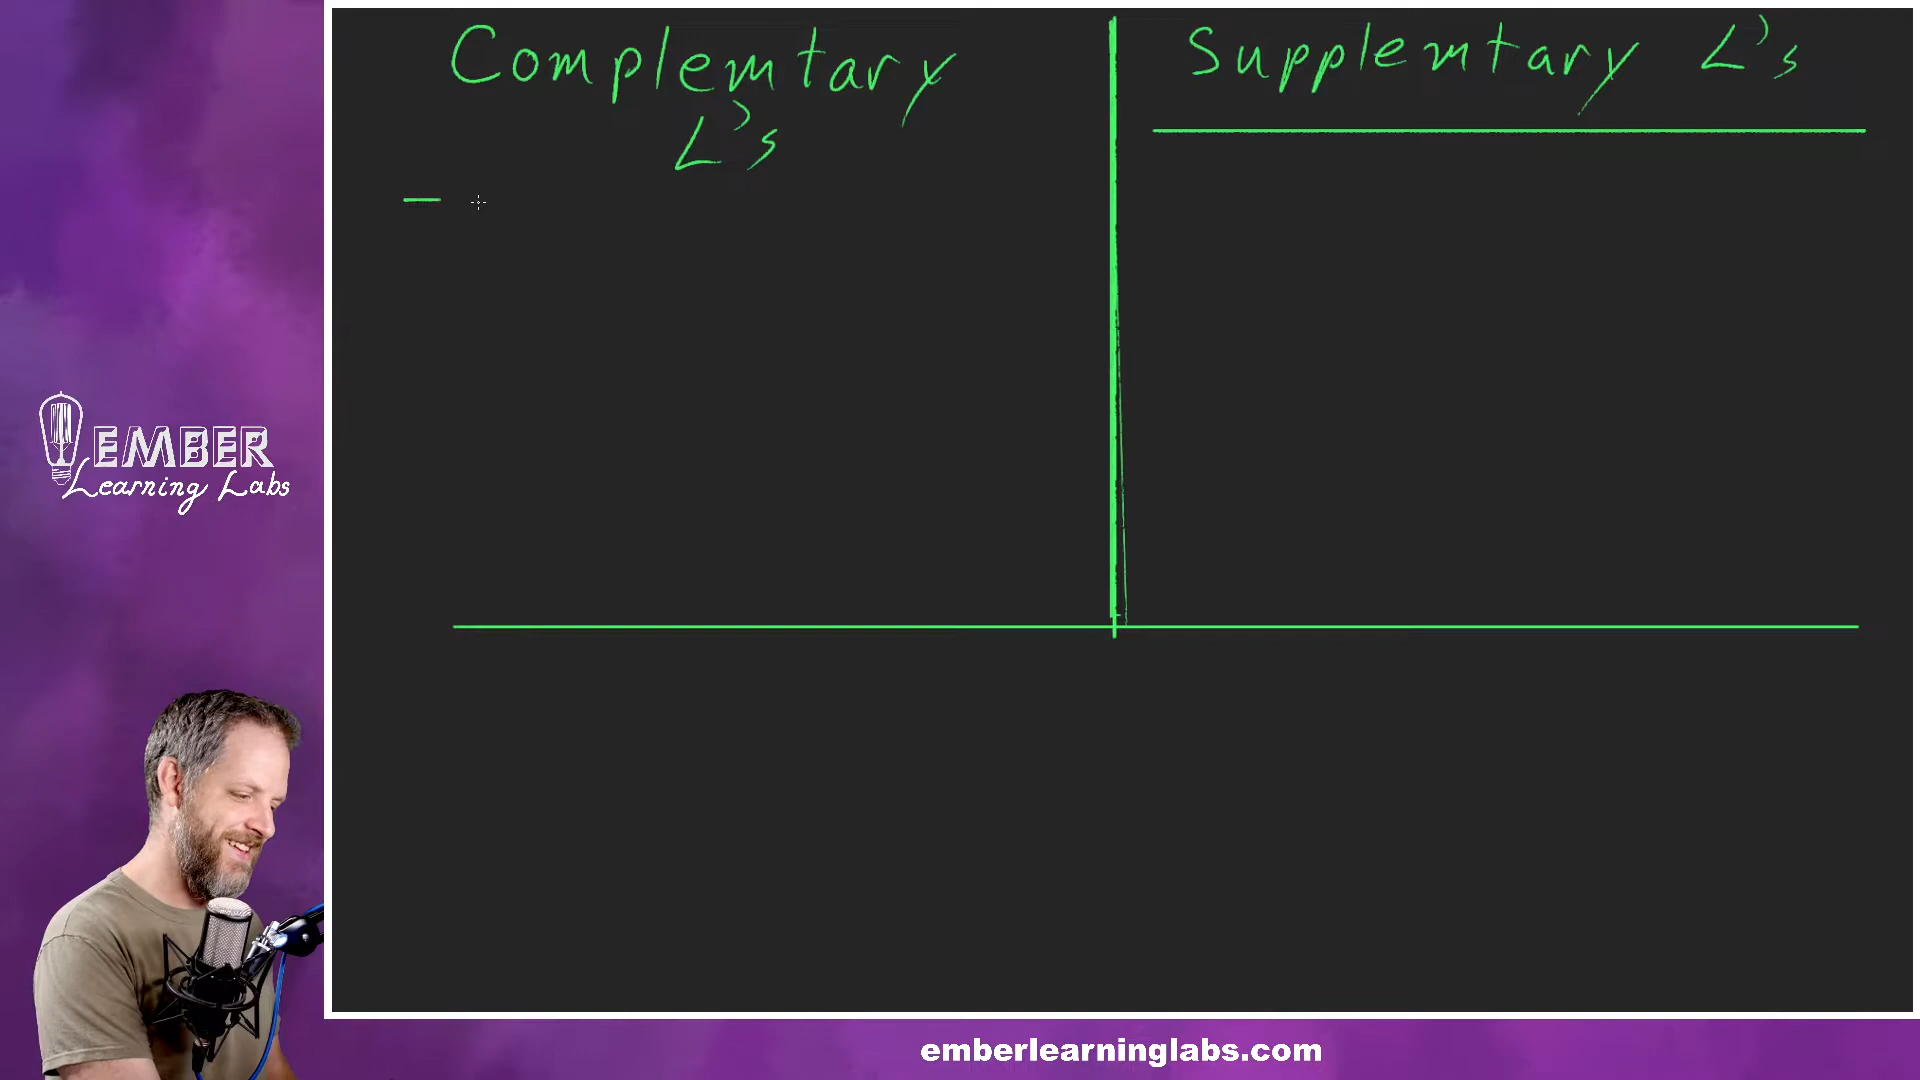 Complemtary
∠'s
Supplemtary ∠'s
—
EMBER
Learning Labs
emberlearninglabs.com